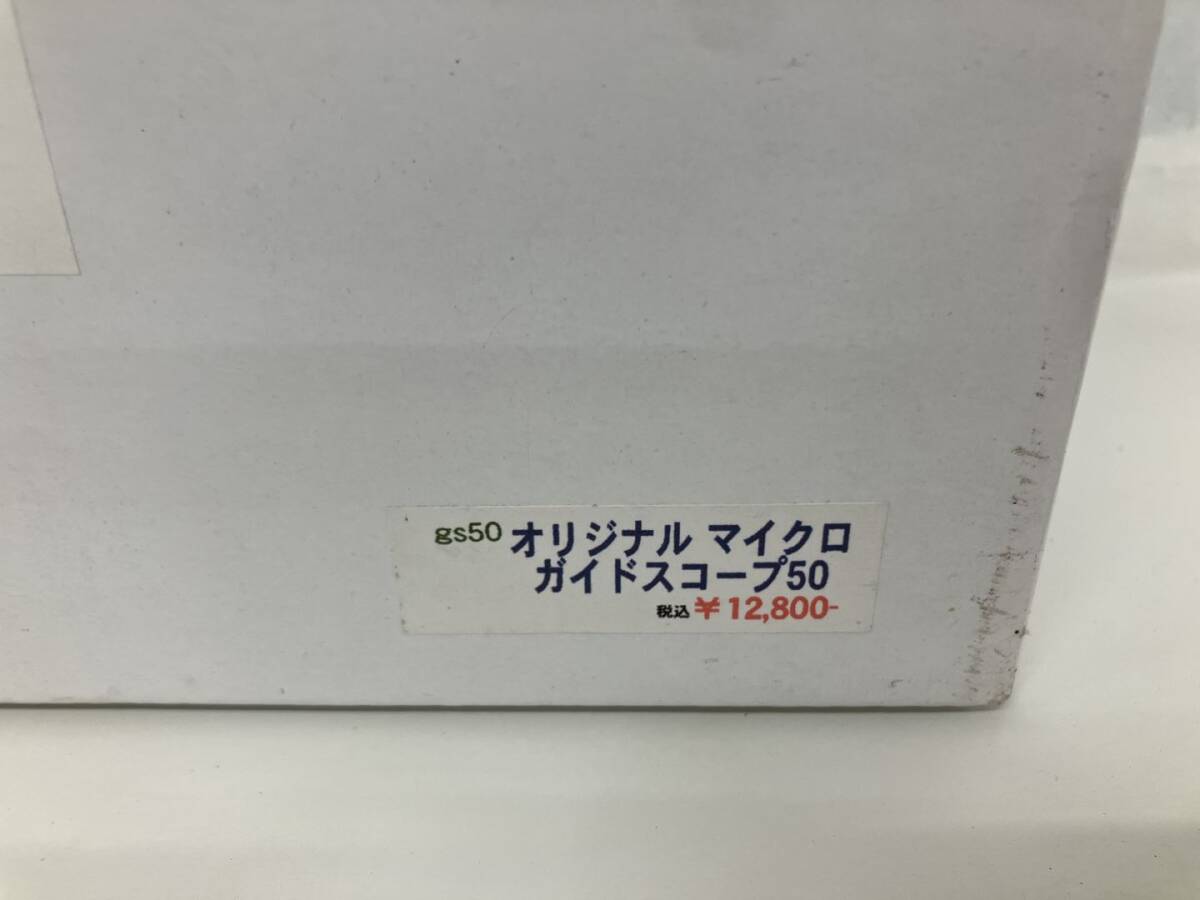 gs50 オリジナル マイクロ
ガイドスコープ50
税込 ¥12,800-